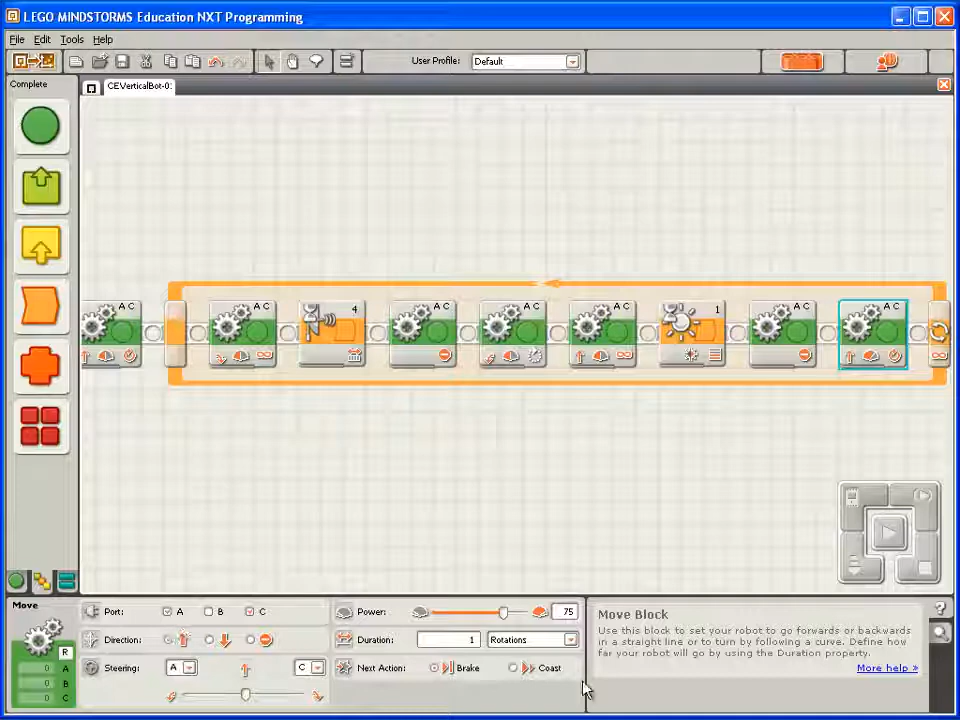 LEGO MINDSTORMS Education NXT Programming
File Edit Tools Help
User Profile: Default
Complete
CEVerticalBot-0:
A C
A C
4
A C
A C
A C
1
A C
A C
Move
R
0 A
0 B
0 C
Port: A B C
Direction:
Steering: A C
Power: 75
Duration: 1 Rotations
Next Action: Brake Coast
Move Block
Use this block to set your robot to go forwards or backwards
in a straight line or to turn by following a curve. Define how
far your robot will go by using the Duration property.
More help »
?